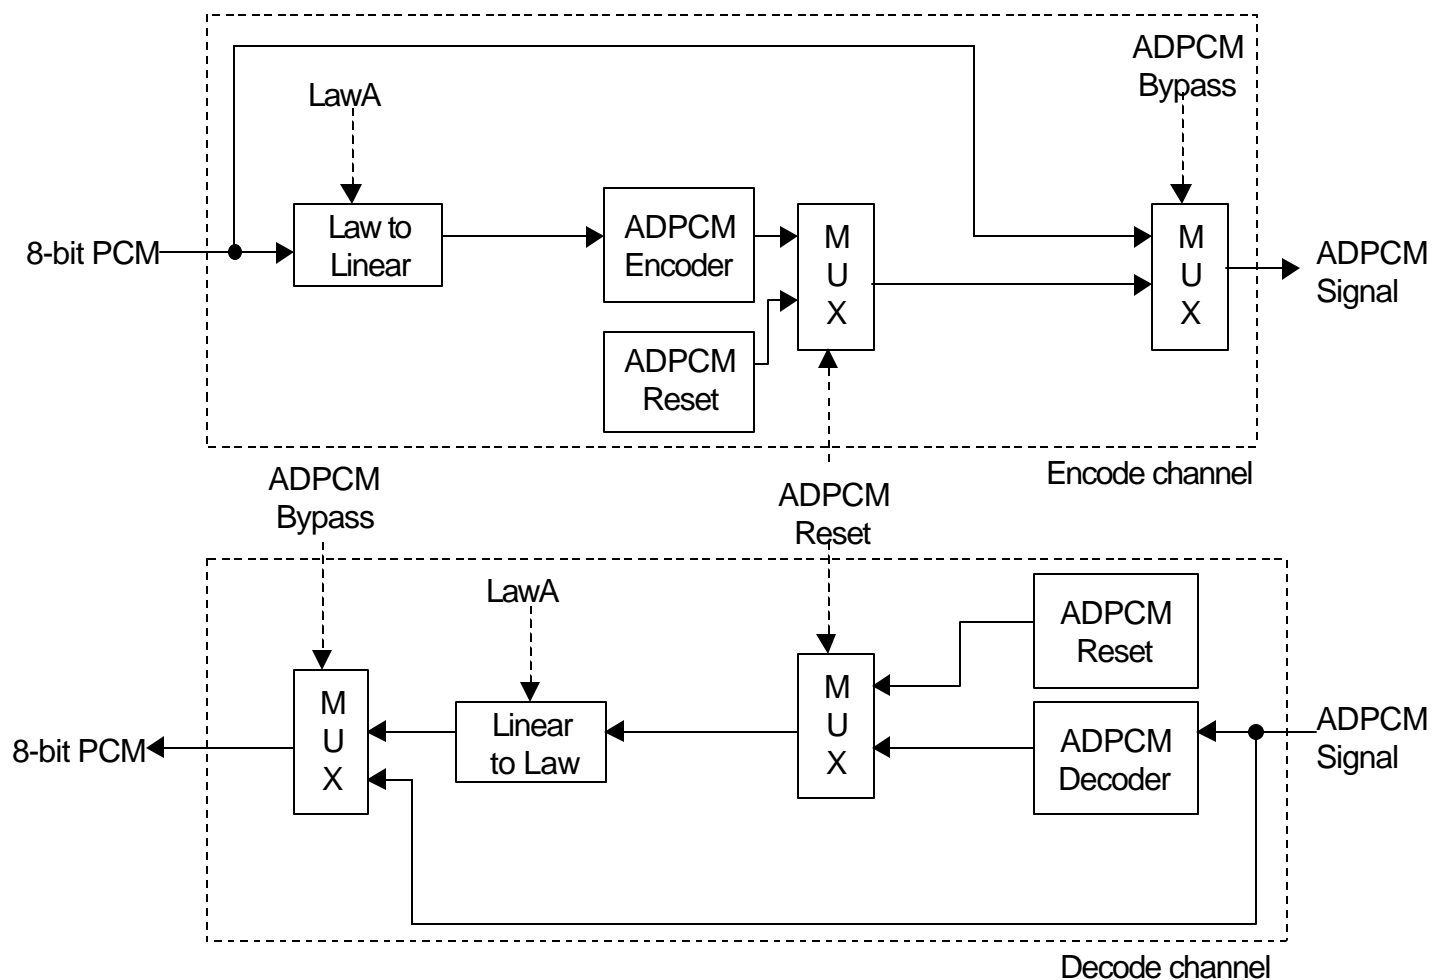 ADPCM
Bypass
LawA
8-bit PCM
Law to
Linear
ADPCM
Encoder
M
U
X
M
U
X
ADPCM
Signal
ADPCM
Reset
Encode channel
ADPCM
Bypass
ADPCM
Reset
LawA
ADPCM
Reset
8-bit PCM
M
U
X
Linear
to Law
M
U
X
ADPCM
Decoder
ADPCM
Signal
Decode channel